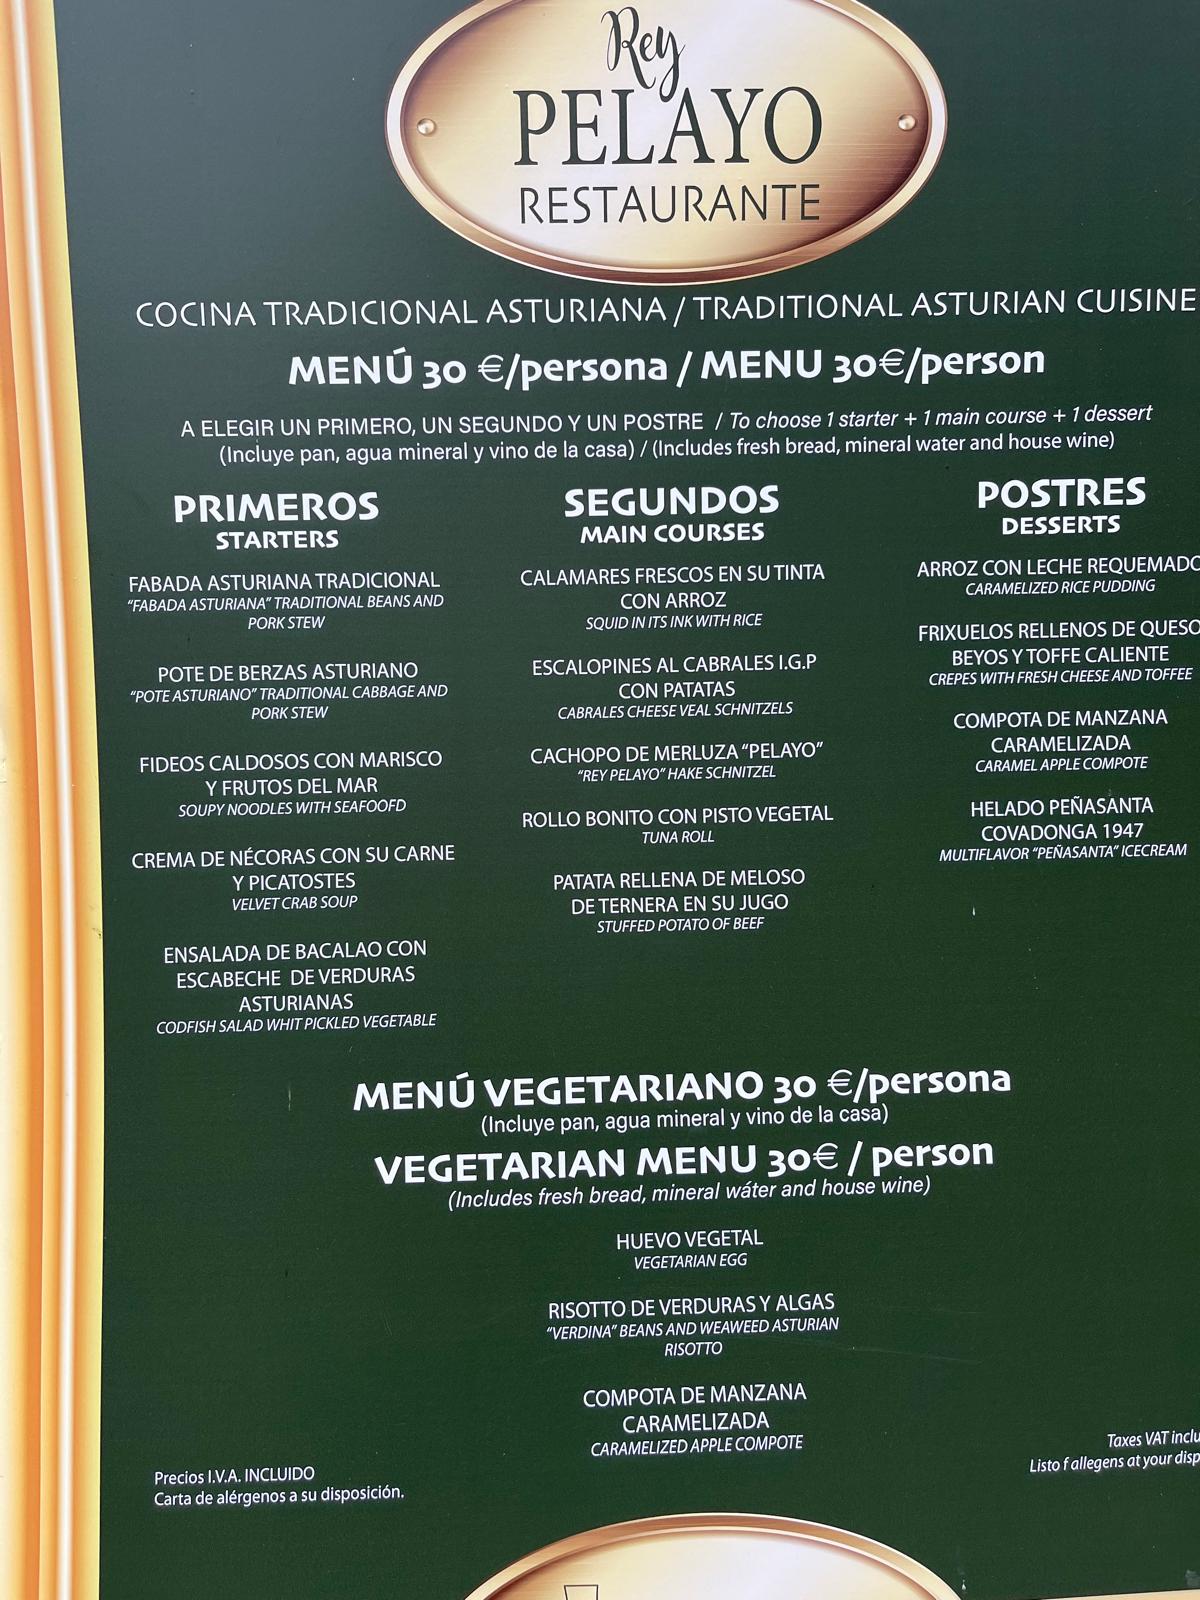 Rey
PELAYO
RESTAURANTE
COCINA TRADICIONAL ASTURIANA / TRADITIONAL ASTURIAN CUISINE
MENÚ 30 €/persona / MENU 30€/person
A ELEGIR UN PRIMERO, UN SEGUNDO Y UN POSTRE / To choose 1 starter + 1 main course + 1 dessert
(Incluye pan, agua mineral y vino de la casa) / (Includes fresh bread, mineral water and house wine)
PRIMEROS
STARTERS
FABADA ASTURIANA TRADICIONAL
"FABADA ASTURIANA" TRADITIONAL BEANS AND
PORK STEW
POTE DE BERZAS ASTURIANO
"POTE ASTURIANO" TRADITIONAL CABBAGE AND
PORK STEW
FIDEOS CALDOSOS CON MARISCO
Y FRUTOS DEL MAR
SOUPY NOODLES WITH SEAFOOFD
CREMA DE NÉCORAS CON SU CARNE
Y PICATOSTES
VELVET CRAB SOUP
ENSALADA DE BACALAO CON
ESCABECHE DE VERDURAS
ASTURIANAS
CODFISH SALAD WHIT PICKLED VEGETABLE
SEGUNDOS
MAIN COURSES
CALAMARES FRESCOS EN SU TINTA
CON ARROZ
SQUID IN ITS INK WITH RICE
ESCALOPINES AL CABRALES I.G.P
CON PATATAS
CABRALES CHEESE VEAL SCHNITZELS
CACHOPO DE MERLUZA "PELAYO"
"REY PELAYO" HAKE SCHNITZEL
ROLLO BONITO CON PISTO VEGETAL
TUNA ROLL
PATATA RELLENA DE MELOSO
DE TERNERA EN SU JUGO
STUFFED POTATO OF BEEF
POSTRES
DESSERTS
ARROZ CON LECHE REQUEMADO
CARAMELIZED RICE PUDDING
FRIXUELOS RELLENOS DE QUESO
BEYOS Y TOFFE CALIENTE
CREPES WITH FRESH CHEESE AND TOFFEE
COMPOTA DE MANZANA
CARAMELIZADA
CARAMEL APPLE COMPOTE
HELADO PEÑASANTA
COVADONGA 1947
MULTIFLAVOR "PEÑASANTA" ICECREAM
MENÚ VEGETARIANO 30 €/persona
(Incluye pan, agua mineral y vino de la casa)
VEGETARIAN MENU 30€ / person
(Includes fresh bread, mineral wáter and house wine)
HUEVO VEGETAL
VEGETARIAN EGG
RISOTTO DE VERDURAS Y ALGAS
"VERDINA" BEANS AND WEAWEED ASTURIAN
RISOTTO
COMPOTA DE MANZANA
CARAMELIZADA
CARAMELIZED APPLE COMPOTE
Precios I.V.A. INCLUIDO
Carta de alérgenos a su disposición.
Taxes VAT inclu
Listo f allegens at your disp